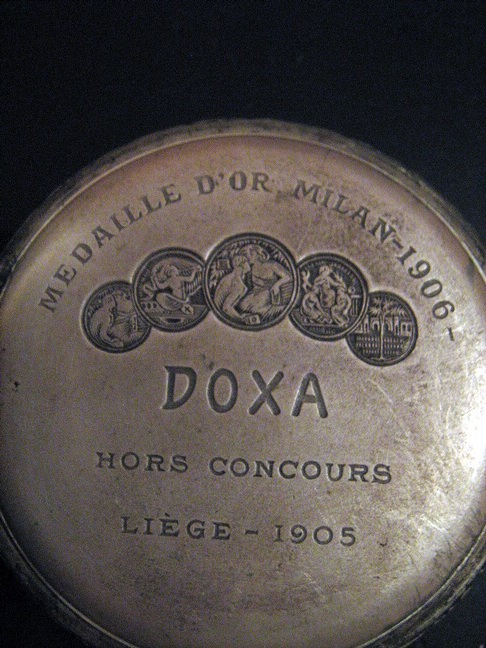 MEDAILLE D'OR MILAN-1906-
DOXA
HORS CONCOURS
LIÈGE - 1905